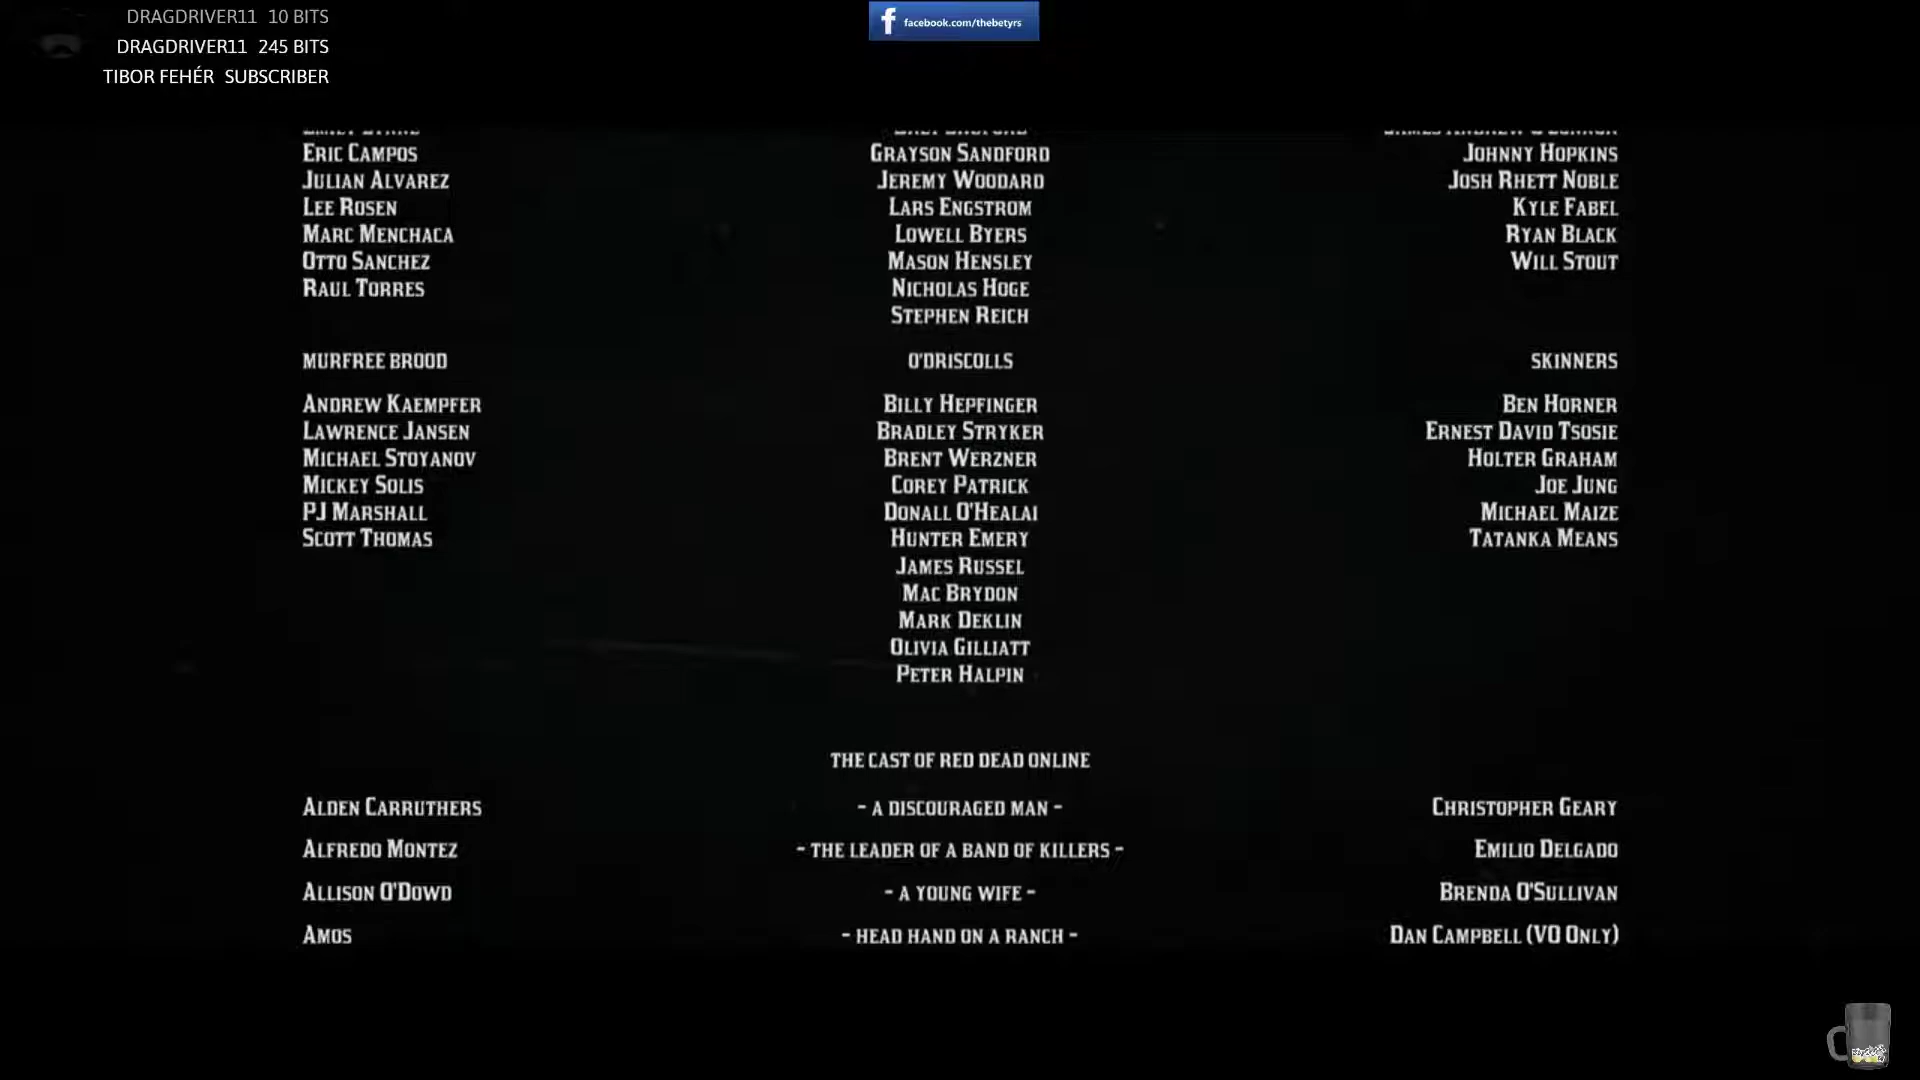 DRAGDRIVER11 10 BITS
DRAGDRIVER11 245 BITS
TIBOR FEHÉR SUBSCRIBER
facebook.com/thebetyrs
ERIC CAMPOS
JULIAN ALVAREZ
LEE ROSEN
MARC MENCHACA
OTTO SANCHEZ
RAUL TORRES
GRAYSON SANDFORD
JEREMY WOODARD
LARS ENGSTROM
LOWELL BYERS
MASON HENSLEY
NICHOLAS HOGE
STEPHEN REICH
JOHNNY HOPKINS
JOSH RHETT NOBLE
KYLE FABEL
RYAN BLACK
WILL STOUT
MURFREE BROOD
ANDREW KAEMPFER
LAWRENCE JANSEN
MICHAEL STOYANOV
MICKEY SOLIS
PJ MARSHALL
SCOTT THOMAS
O'DRISCOLLS
BILLY HEPFINGER
BRADLEY STRYKER
BRENT WERZNER
COREY PATRICK
DONALL O'HEALAI
HUNTER EMERY
JAMES RUSSEL
MAC BRYDON
MARK DEKLIN
OLIVIA GILLIATT
PETER HALPIN
SKINNERS
BEN HORNER
ERNEST DAVID TSOSIE
HOLTER GRAHAM
JOE JUNG
MICHAEL MAIZE
TATANKA MEANS
THE CAST OF RED DEAD ONLINE
ALDEN CARRUTHERS - A DISCOURAGED MAN - CHRISTOPHER GEARY
ALFREDO MONTEZ - THE LEADER OF A BAND OF KILLERS - EMILIO DELGADO
ALLISON O'DOWD - A YOUNG WIFE - BRENDA O'SULLIVAN
AMOS - HEAD HAND ON A RANCH - DAN CAMPBELL (VO ONLY)